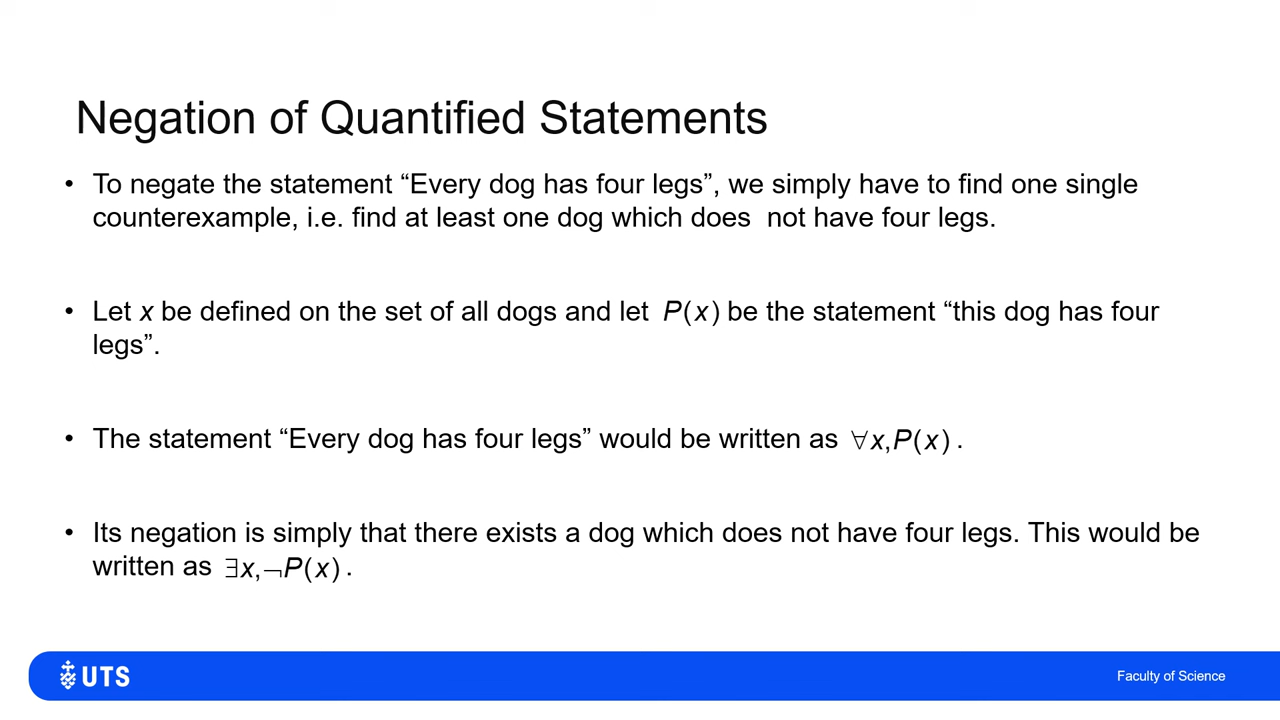 Negation of Quantified Statements
• To negate the statement “Every dog has four legs”, we simply have to find one single
counterexample, i.e. find at least one dog which does  not have four legs.
• Let x be defined on the set of all dogs and let P(x) be the statement “this dog has four
legs”.
• The statement “Every dog has four legs” would be written as ∀x,P(x).
• Its negation is simply that there exists a dog which does not have four legs. This would be
written as ∃x,¬P(x).
UTS
Faculty of Science